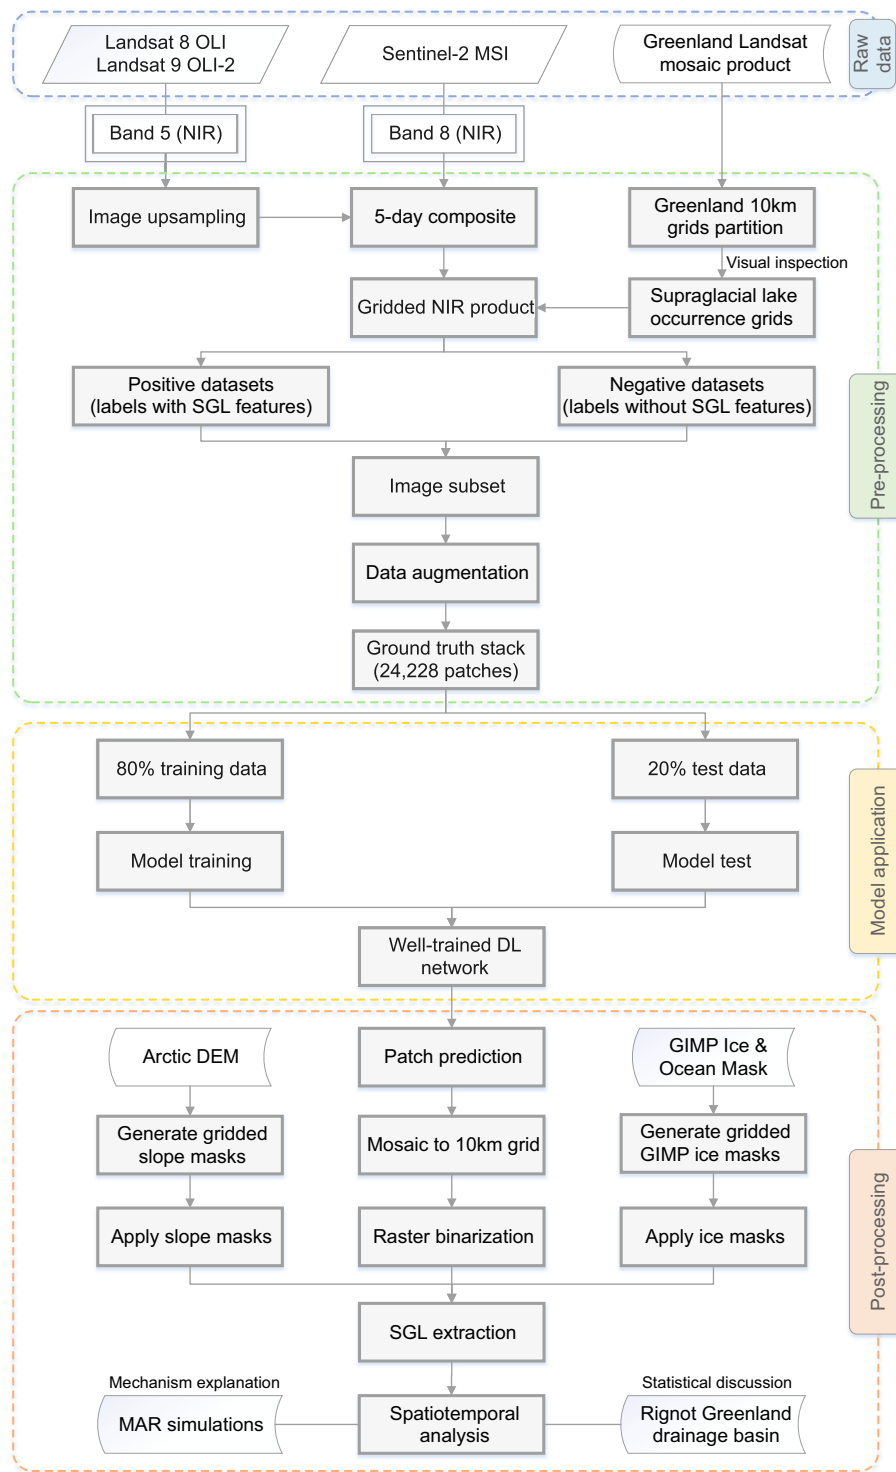 Landsat 8 OLI
Landsat 9 OLI-2
Sentinel-2 MSI
Greenland Landsat
mosaic product
Raw
data
Band 5 (NIR)
Band 8 (NIR)
Image upsampling
5-day composite
Greenland 10km
grids partition
Visual inspection
Gridded NIR product
Supraglacial lake
occurrence grids
Positive datasets
(labels with SGL features)
Negative datasets
(labels without SGL features)
Pre-processing
Image subset
Data augmentation
Ground truth stack
(24,228 patches)
80% training data
20% test data
Model training
Model test
Model application
Well-trained DL
network
Arctic DEM
Patch prediction
GIMP Ice &
Ocean Mask
Generate gridded
slope masks
Mosaic to 10km grid
Generate gridded
GIMP ice masks
Apply slope masks
Raster binarization
Apply ice masks
Post-processing
SGL extraction
Mechanism explanation
Statistical discussion
MAR simulations
Spatiotemporal
analysis
Rignot Greenland
drainage basin